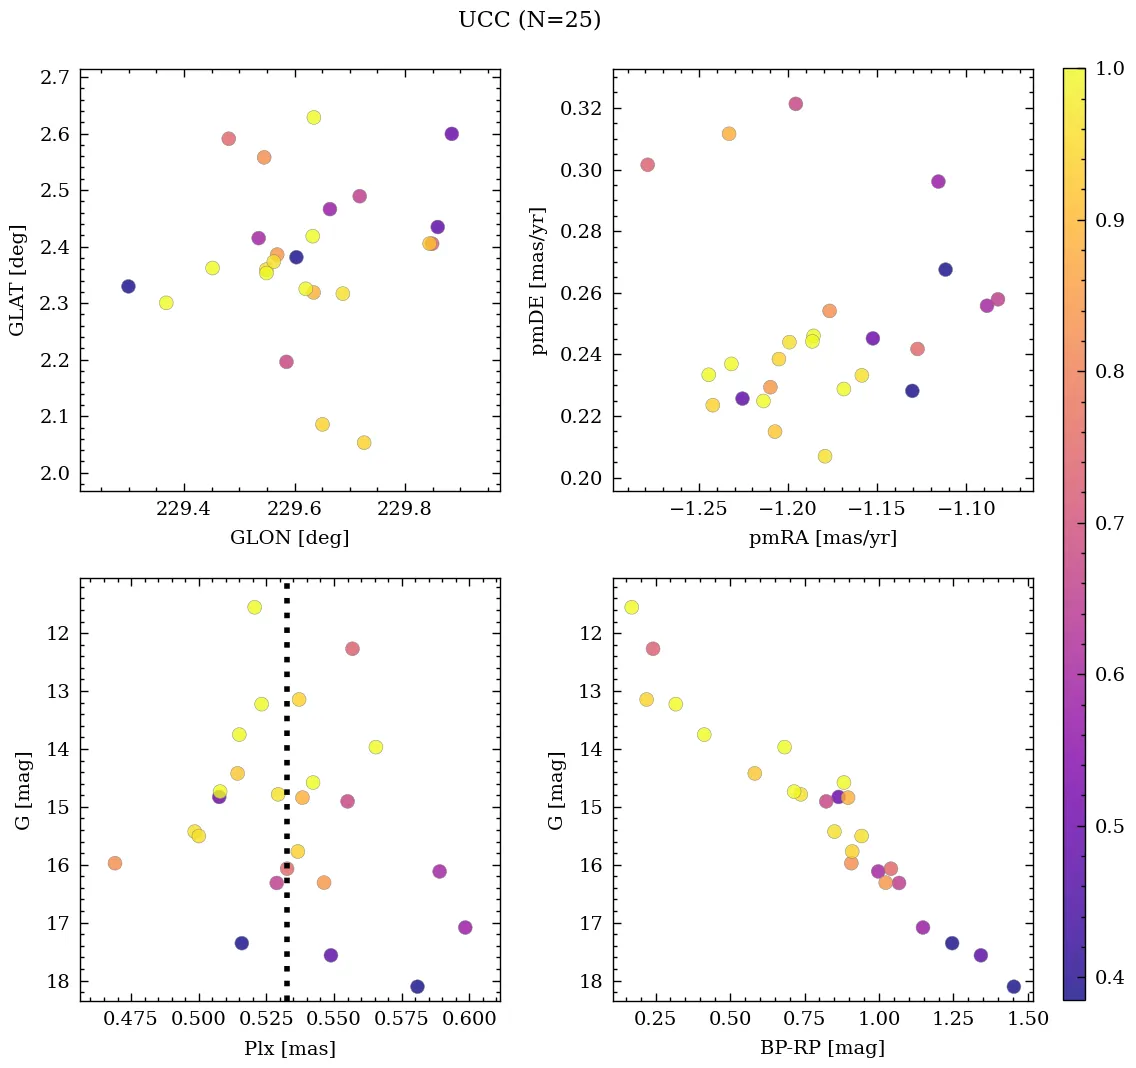 UCC (N=25)
2.7
2.6
2.5
2.4
2.3
2.2
2.1
2.0
GLAT [deg]
229.4 229.6 229.8
GLON [deg]
0.32
0.30
0.28
0.26
0.24
0.22
0.20
pmDE [mas/yr]
−1.25 −1.20 −1.15 −1.10
pmRA [mas/yr]
12
13
14
15
16
17
18
G [mag]
0.475 0.500 0.525 0.550 0.575 0.600
Plx [mas]
12
13
14
15
16
17
18
G [mag]
0.25 0.50 0.75 1.00 1.25 1.50
BP-RP [mag]
1.0
0.9
0.8
0.7
0.6
0.5
0.4